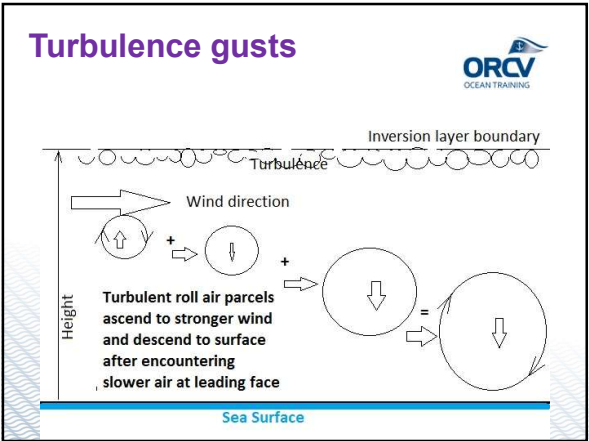 Turbulence gusts
ORCV
OCEAN TRAINING
Inversion layer boundary
Turbulence
Wind direction
+
+
=
Height
Turbulent roll air parcels
ascend to stronger wind
and descend to surface
after encountering
slower air at leading face
Sea Surface